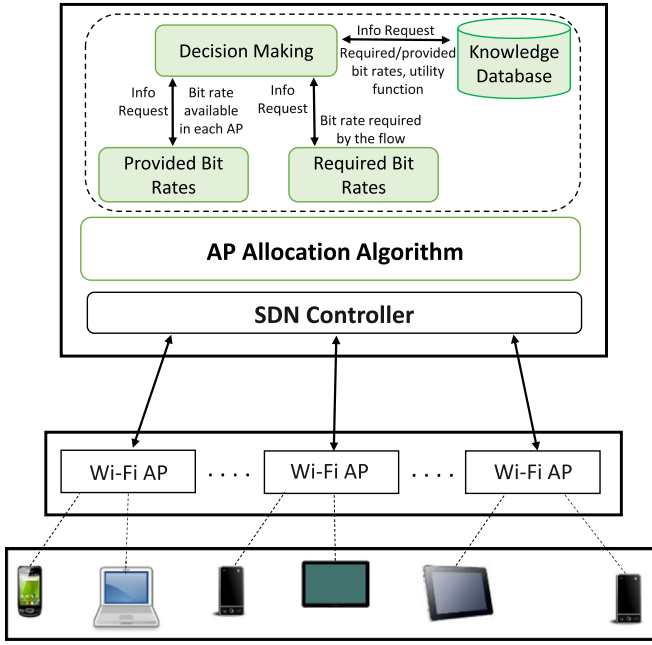 Decision Making
Info Request
Required/provided
bit rates, utility
function
Knowledge
Database
Info
Request
Bit rate
available
in each AP
Info
Request
Bit rate required
by the flow
Provided Bit
Rates
Required Bit
Rates
AP Allocation Algorithm
SDN Controller
Wi-Fi AP
. . . .
Wi-Fi AP
. . . .
Wi-Fi AP